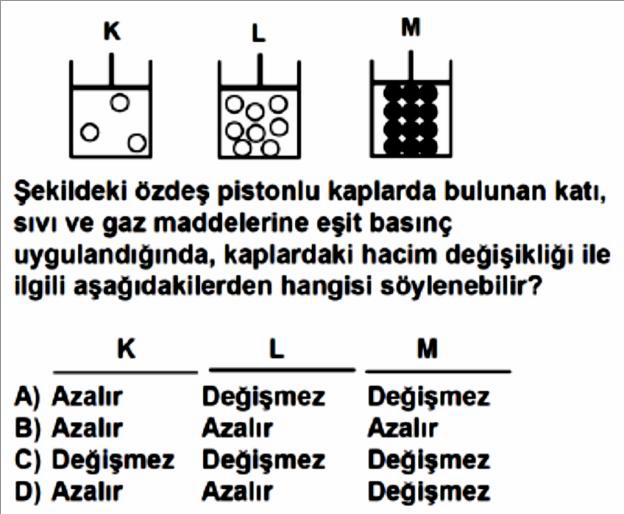 K L M
Şekildeki özdeş pistonlu kaplarda bulunan katı,
sıvı ve gaz maddelerine eşit basınç
uygulandığında, kaplardaki hacim değişikliği ile
ilgili aşağıdakilerden hangisi söylenebilir?
K L M
A) Azalır Değişmez Değişmez
B) Azalır Azalır Azalır
C) Değişmez Değişmez Değişmez
D) Azalır Azalır Değişmez